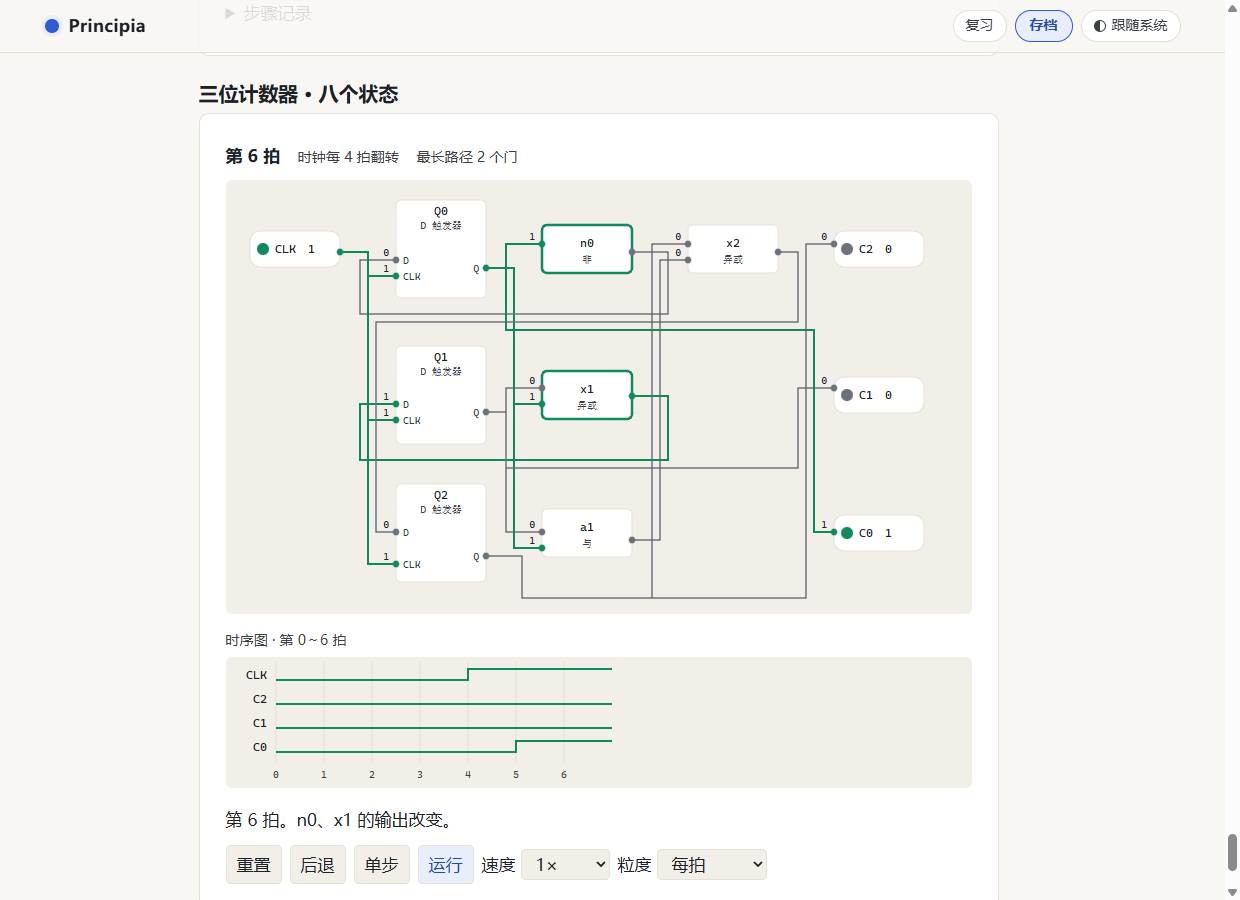 Principia
▶ 步骤记录
复习
存档
跟随系统
三位计数器 · 八个状态
第 6 拍 时钟每 4 拍翻转 最长路径 2 个门
CLK 1
Q0
D 触发器
0 D
1 CLK
Q
1
n0
非
0
0
x2
异或
0
C2 0
Q1
D 触发器
1 D
1 CLK
Q
0
1
x1
异或
0
C1 0
Q2
D 触发器
0 D
1 CLK
Q
0
1
a1
与
1
C0 1
时序图 · 第 0~6 拍
CLK
C2
C1
C0
0 1 2 3 4 5 6
第 6 拍。n0、x1 的输出改变。
重置 后退 单步 运行 速度 1× 粒度 每拍